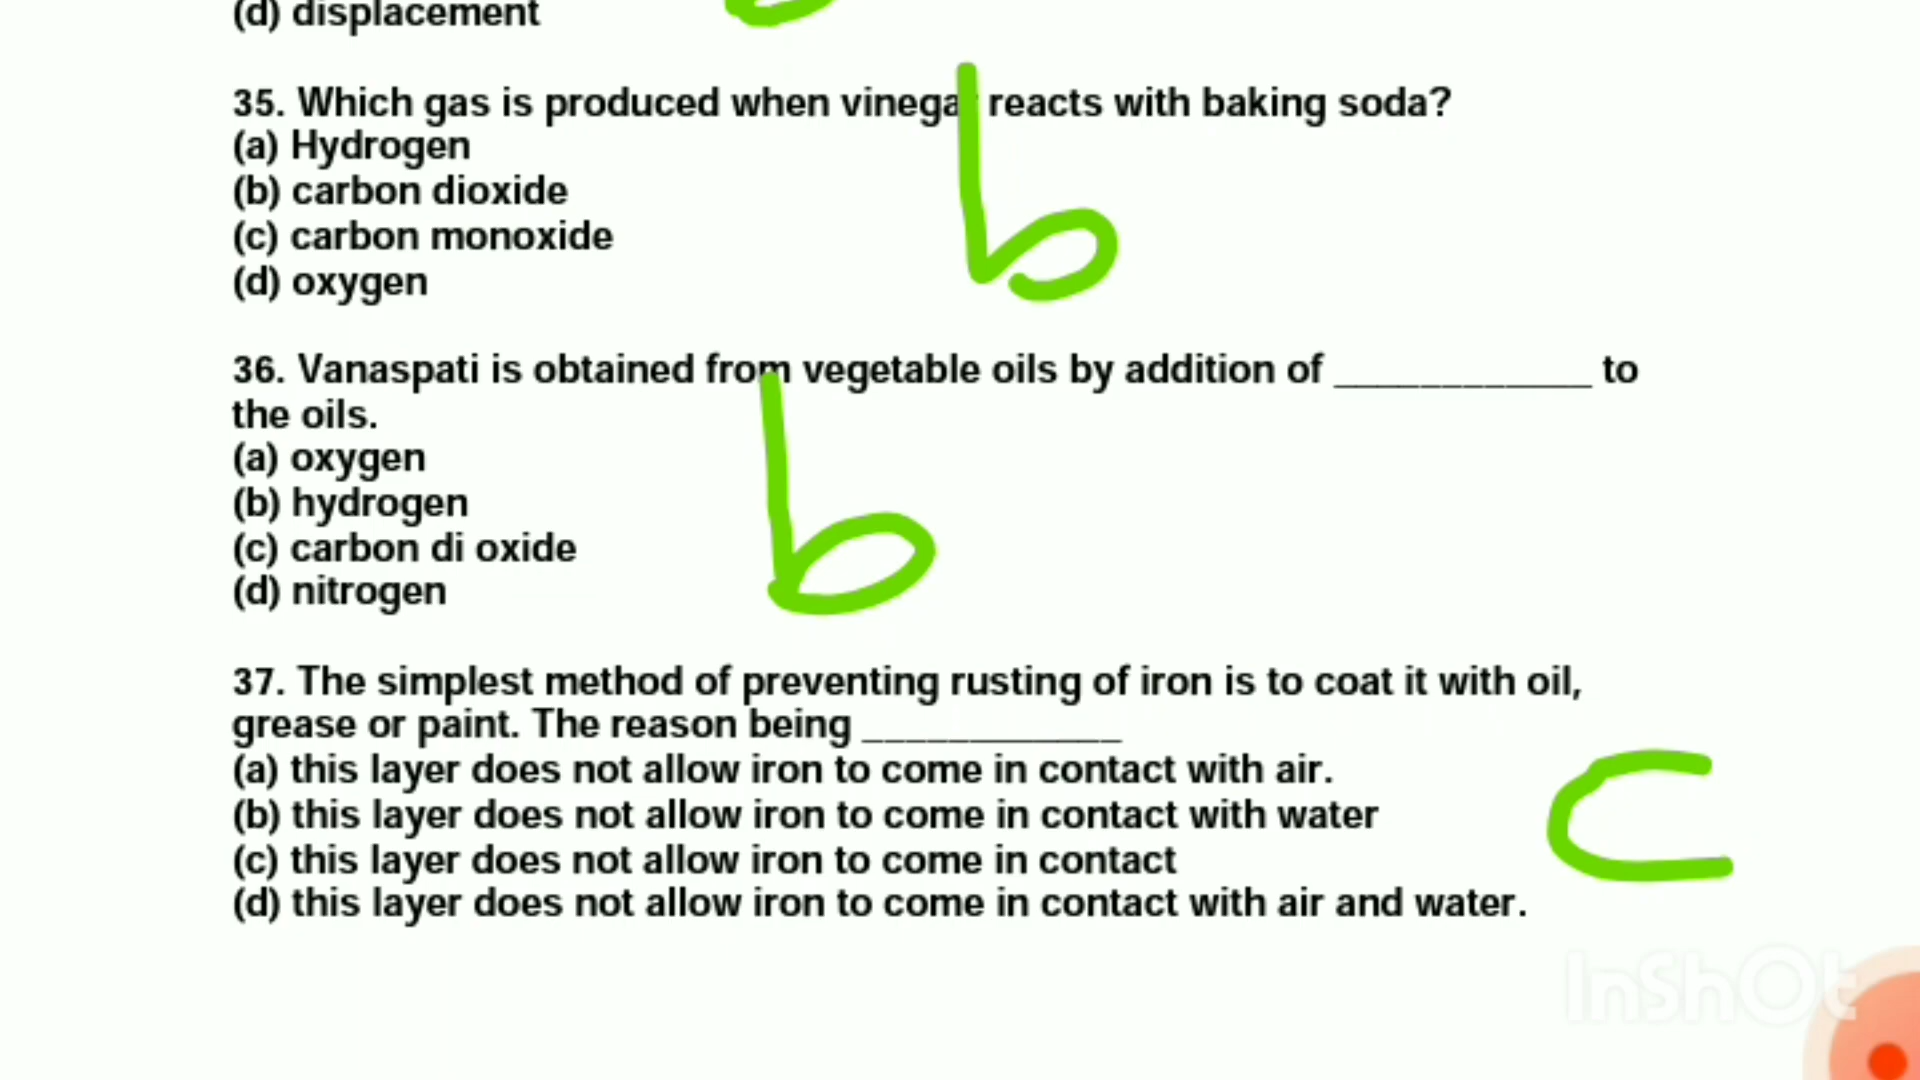 (d) displacement
35. Which gas is produced when vinegar reacts with baking soda?
(a) Hydrogen
(b) carbon dioxide
(c) carbon monoxide
(d) oxygen
b
36. Vanaspati is obtained from vegetable oils by addition of ____________ to
the oils.
(a) oxygen
(b) hydrogen
(c) carbon di oxide
(d) nitrogen
b
37. The simplest method of preventing rusting of iron is to coat it with oil,
grease or paint. The reason being ____________
(a) this layer does not allow iron to come in contact with air.
(b) this layer does not allow iron to come in contact with water
(c) this layer does not allow iron to come in contact
(d) this layer does not allow iron to come in contact with air and water.
c
InShOt